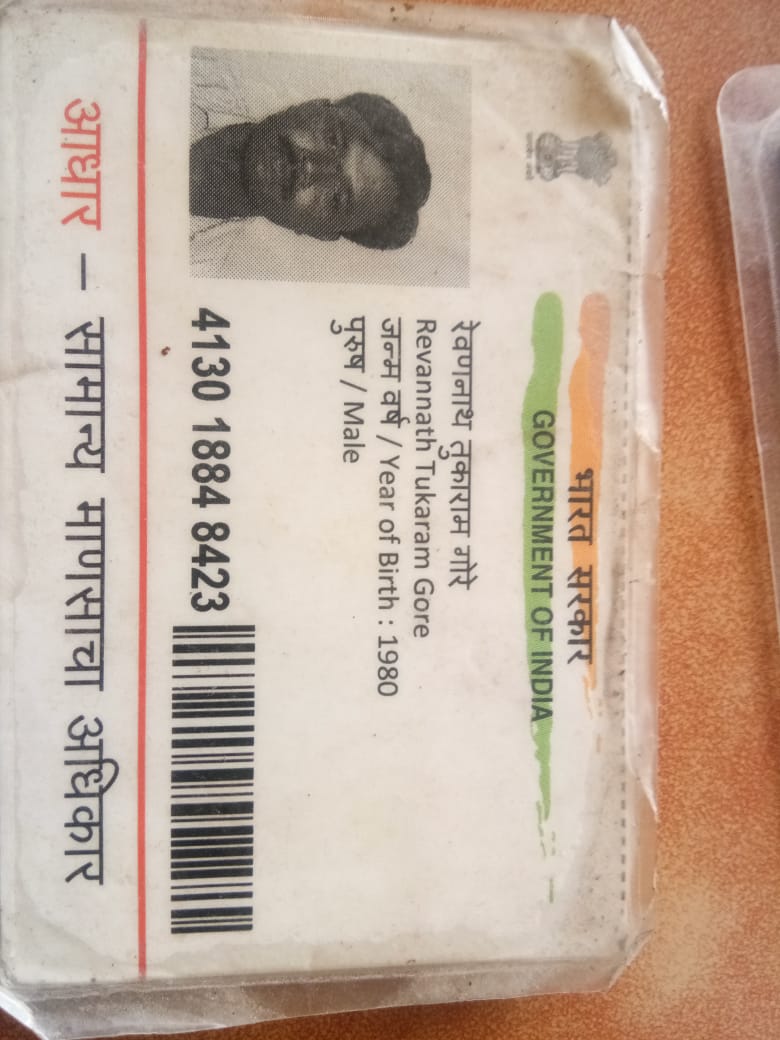 भारत सरकार
GOVERNMENT OF INDIA
रेवणनाथ तुकाराम गोरे
Revannath Tukaram Gore
जन्म वर्ष / Year of Birth : 1980
पुरुष / Male
4130 1884 8423
आधार – सामान्य माणसाचा अधिकार